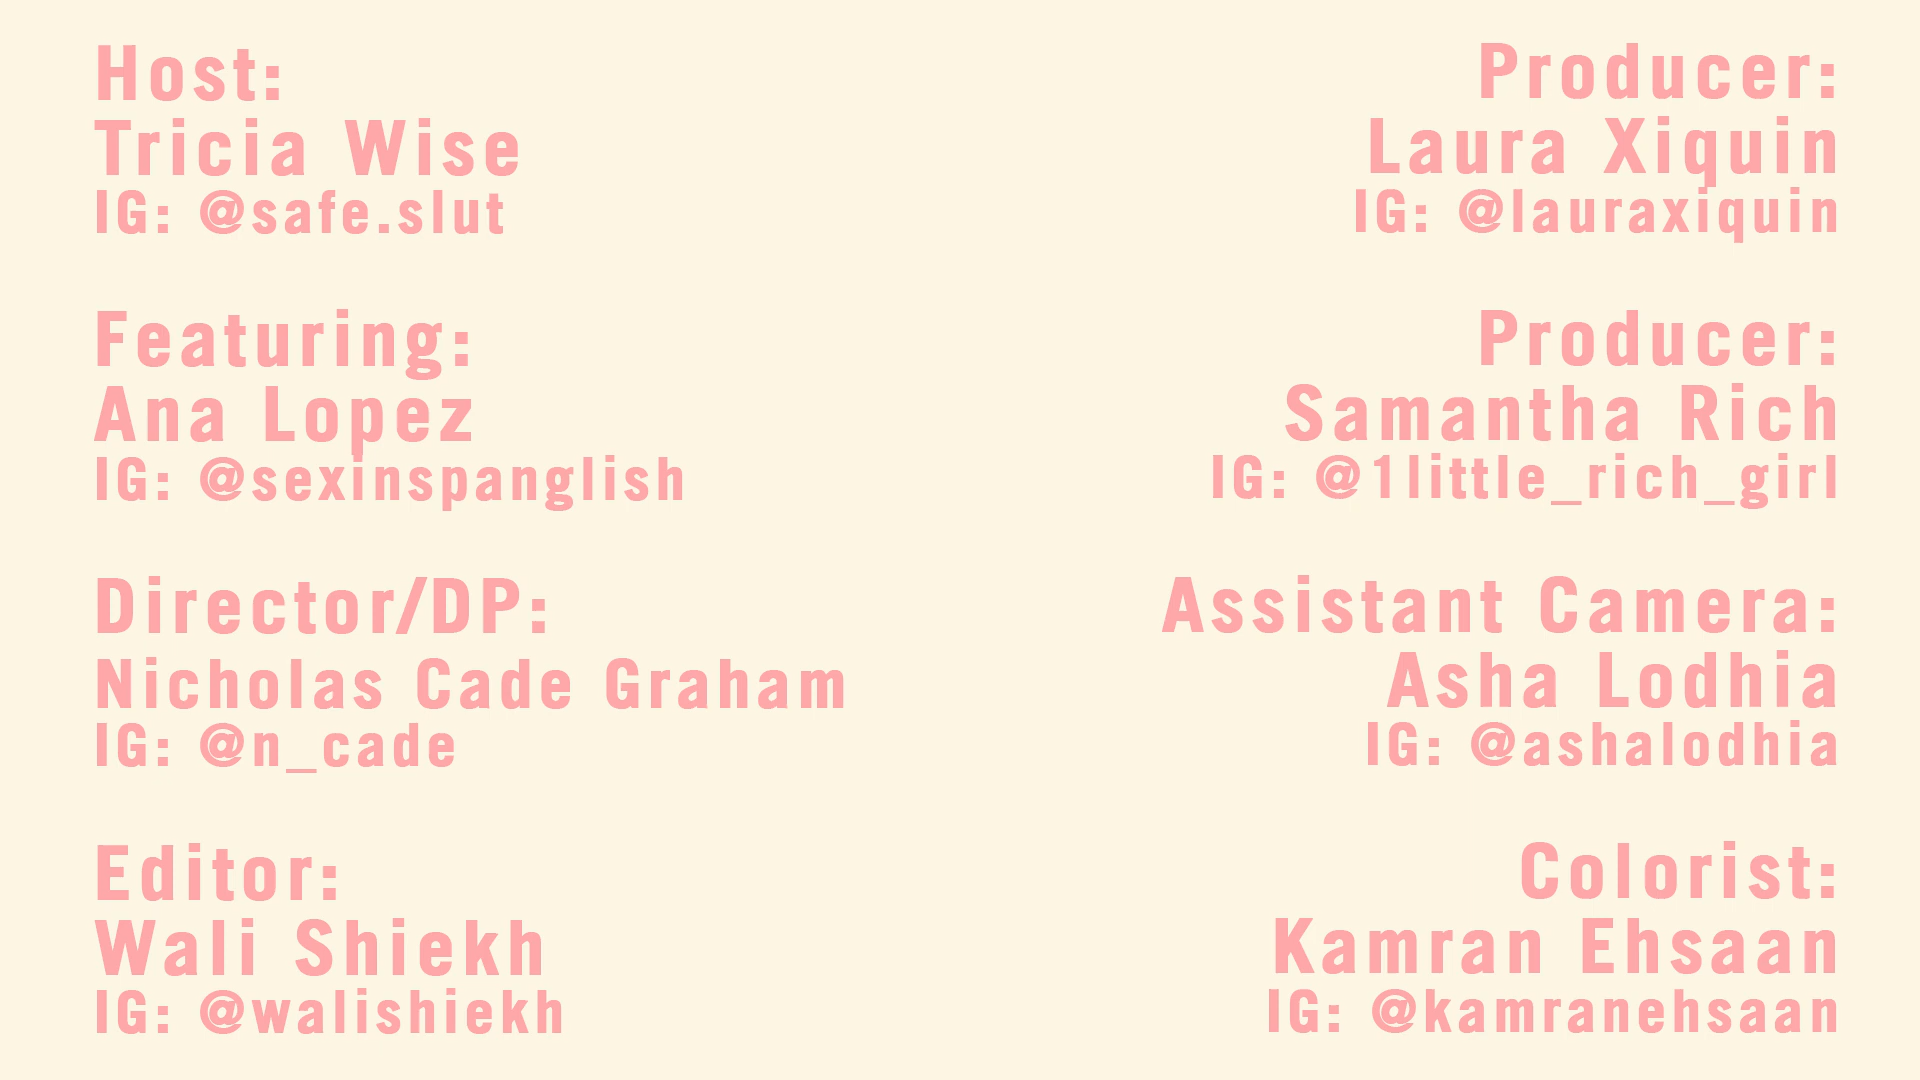 Host:
Tricia Wise
IG: @safe.slut
Featuring:
Ana Lopez
IG: @sexinspanglish
Director/DP:
Nicholas Cade Graham
IG: @n_cade
Editor:
Wali Shiekh
IG: @walishiekh
Producer:
Laura Xiquin
IG: @lauraxiquin
Producer:
Samantha Rich
IG: @1little_rich_girl
Assistant Camera:
Asha Lodhia
IG: @ashalodhia
Colorist:
Kamran Ehsaan
IG: @kamranehsaan